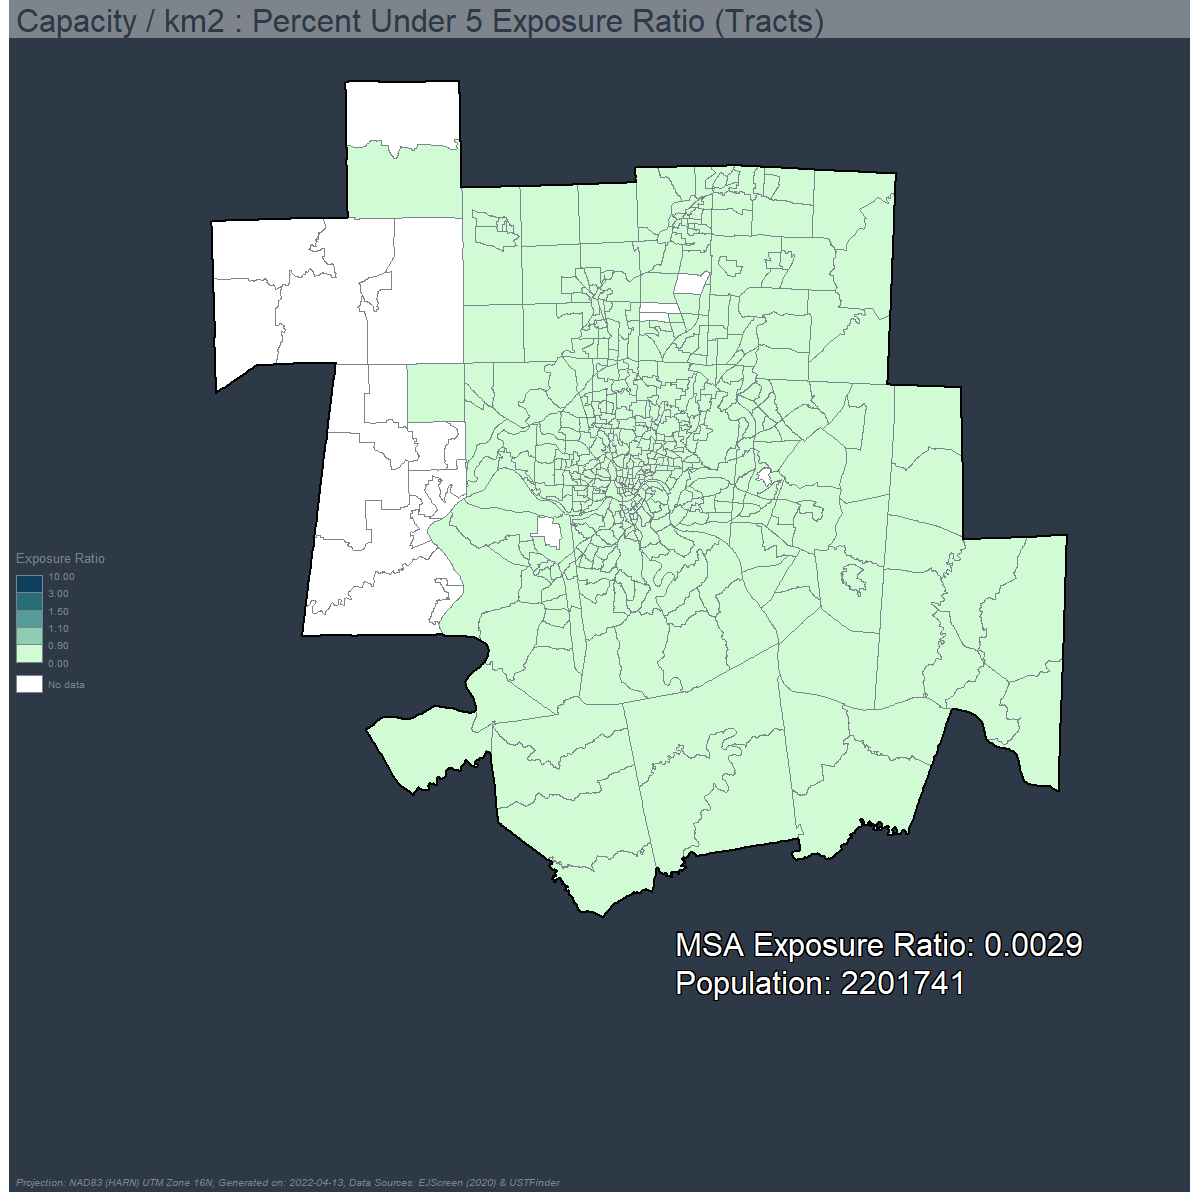 Capacity / km2 : Percent Under 5 Exposure Ratio (Tracts)
Exposure Ratio
10.00
3.00
1.50
1.10
0.90
0.00
No data
MSA Exposure Ratio: 0.0029
Population: 2201741
Projection: NAD83 (HARN) UTM Zone 16N, Generated on: 2022-04-13, Data Sources: EJScreen (2020) & USTFinder